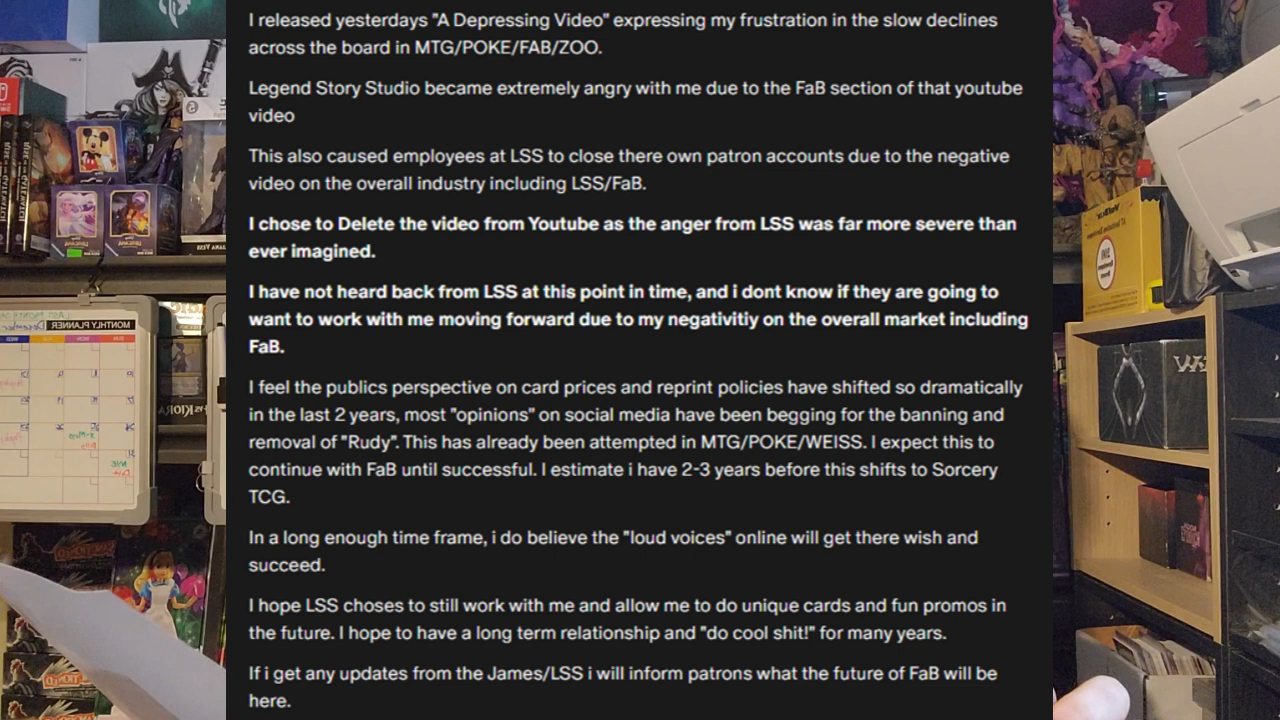 I released yesterdays "A Depressing Video" expressing my frustration in the slow declines
across the board in MTG/POKE/FAB/ZOO.
Legend Story Studio became extremely angry with me due to the FaB section of that youtube
video
This also caused employees at LSS to close there own patron accounts due to the negative
video on the overall industry including LSS/FaB.
I chose to Delete the video from Youtube as the anger from LSS was far more severe than
ever imagined.
I have not heard back from LSS at this point in time, and i dont know if they are going to
want to work with me moving forward due to my negativitiy on the overall market including
FaB.
I feel the publics perspective on card prices and reprint policies have shifted so dramatically
in the last 2 years, most "opinions" on social media have been begging for the banning and
removal of "Rudy". This has already been attempted in MTG/POKE/WEISS. I expect this to
continue with FaB until successful. I estimate i have 2-3 years before this shifts to Sorcery
TCG.
In a long enough time frame, i do believe the "loud voices" online will get there wish and
succeed.
I hope LSS choses to still work with me and allow me to do unique cards and fun promos in
the future. I hope to have a long term relationship and "do cool shit!" for many years.
If i get any updates from the James/LSS i will inform patrons what the future of FaB will be
here.
MONTHLY PLANNER